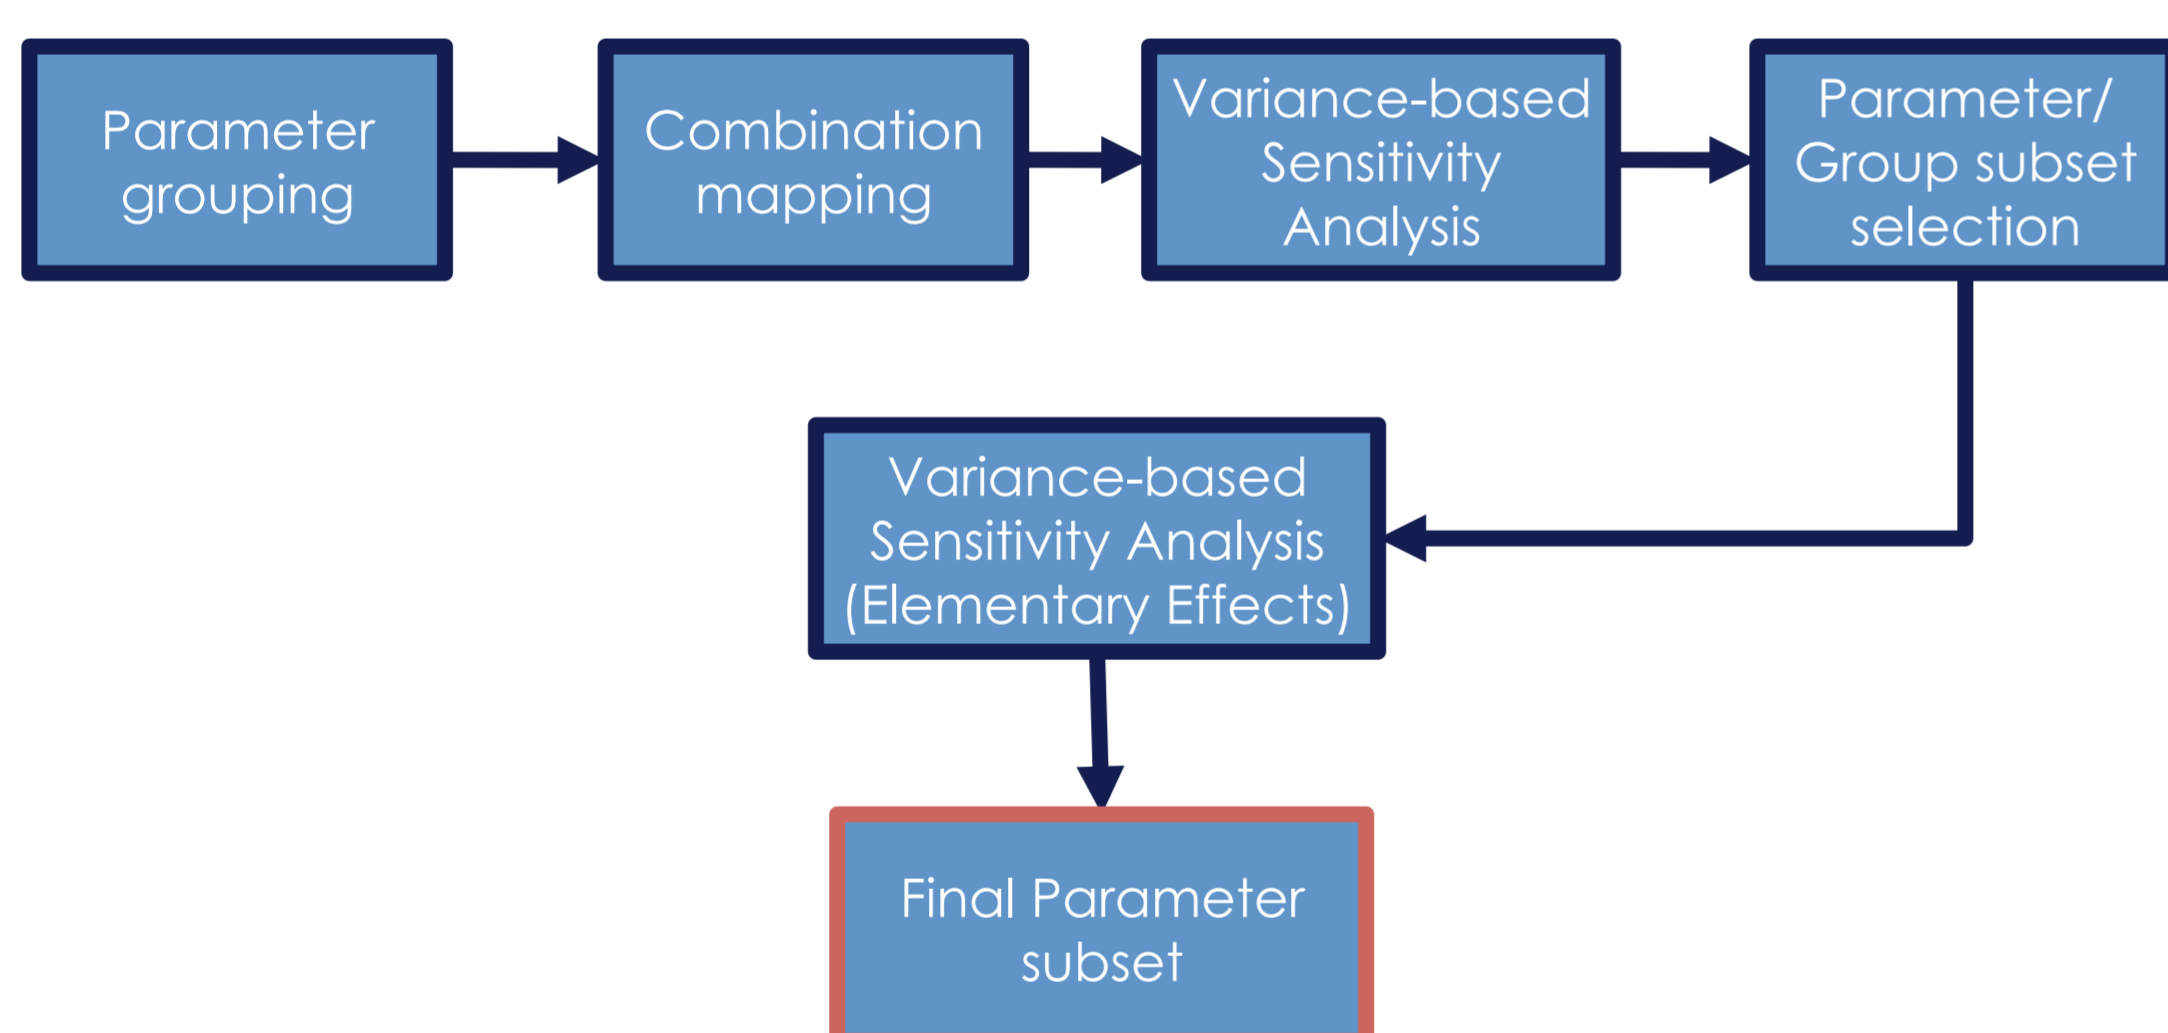 Parameter
grouping
Combination
mapping
Variance-based
Sensitivity
Analysis
Parameter/
Group subset
selection
Variance-based
Sensitivity Analysis
(Elementary Effects)
Final Parameter
subset